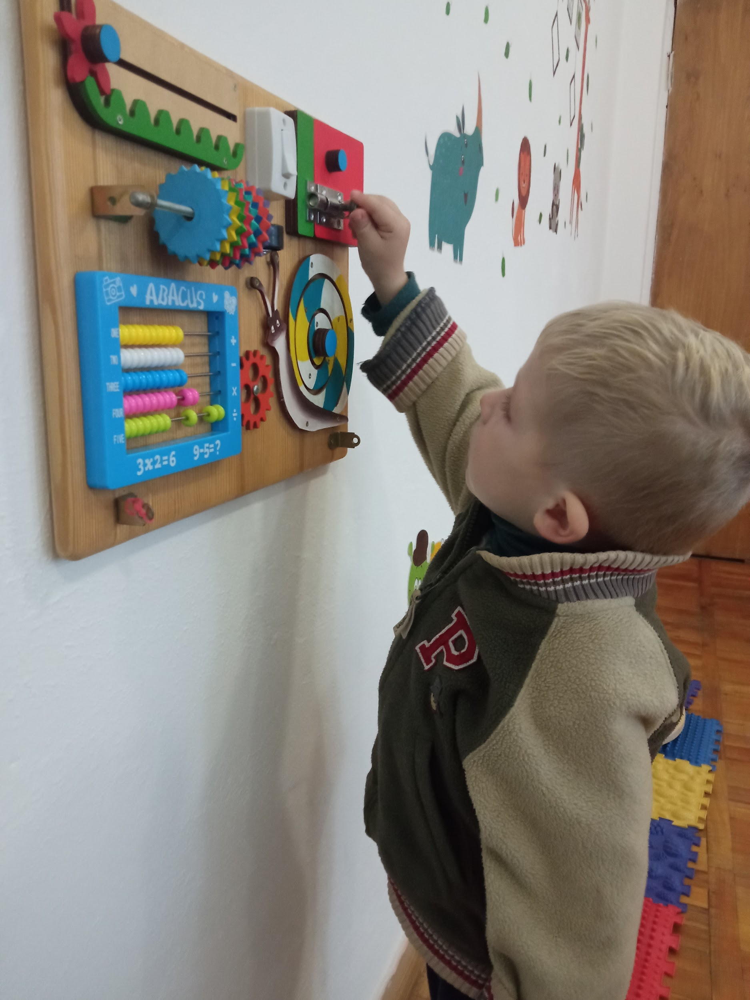 ABACUS
ONE
TWO
THREE
FOUR
FIVE
+
-
x
÷
3x2=6 9-5=?
P